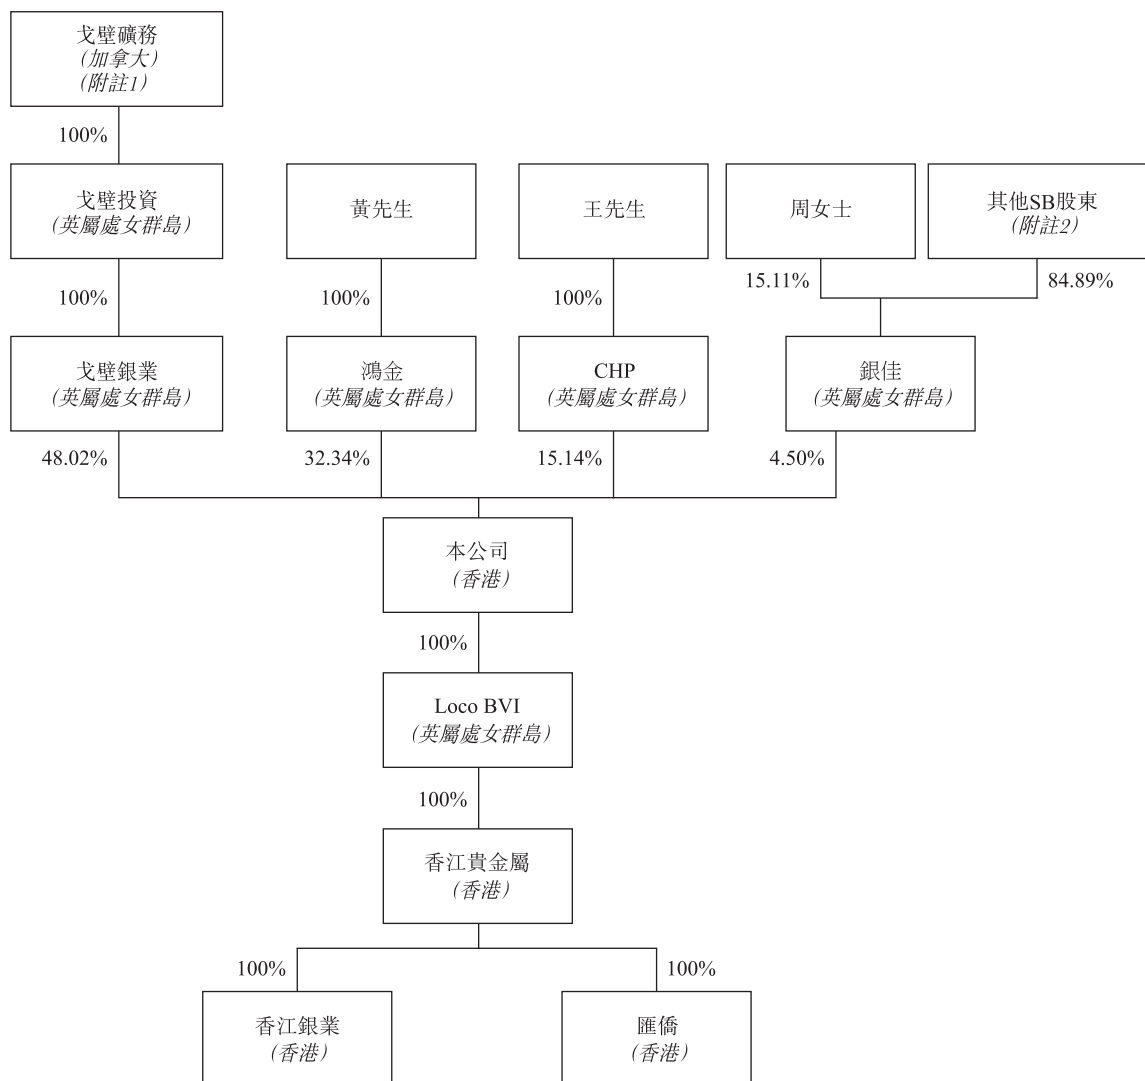 戈壁礦務
（加拿大）
（附註1）
100%
戈壁投資
（英屬處女群島）
黃先生
王先生
周女士
其他SB股東
（附註2）
100%
100%
100%
15.11%
84.89%
戈壁銀業
（英屬處女群島）
鴻金
（英屬處女群島）
CHP
（英屬處女群島）
銀佳
（英屬處女群島）
48.02%
32.34%
15.14%
4.50%
本公司
（香港）
100%
Loco BVI
（英屬處女群島）
100%
香江貴金屬
（香港）
100%
100%
香江銀業
（香港）
匯僑
（香港）